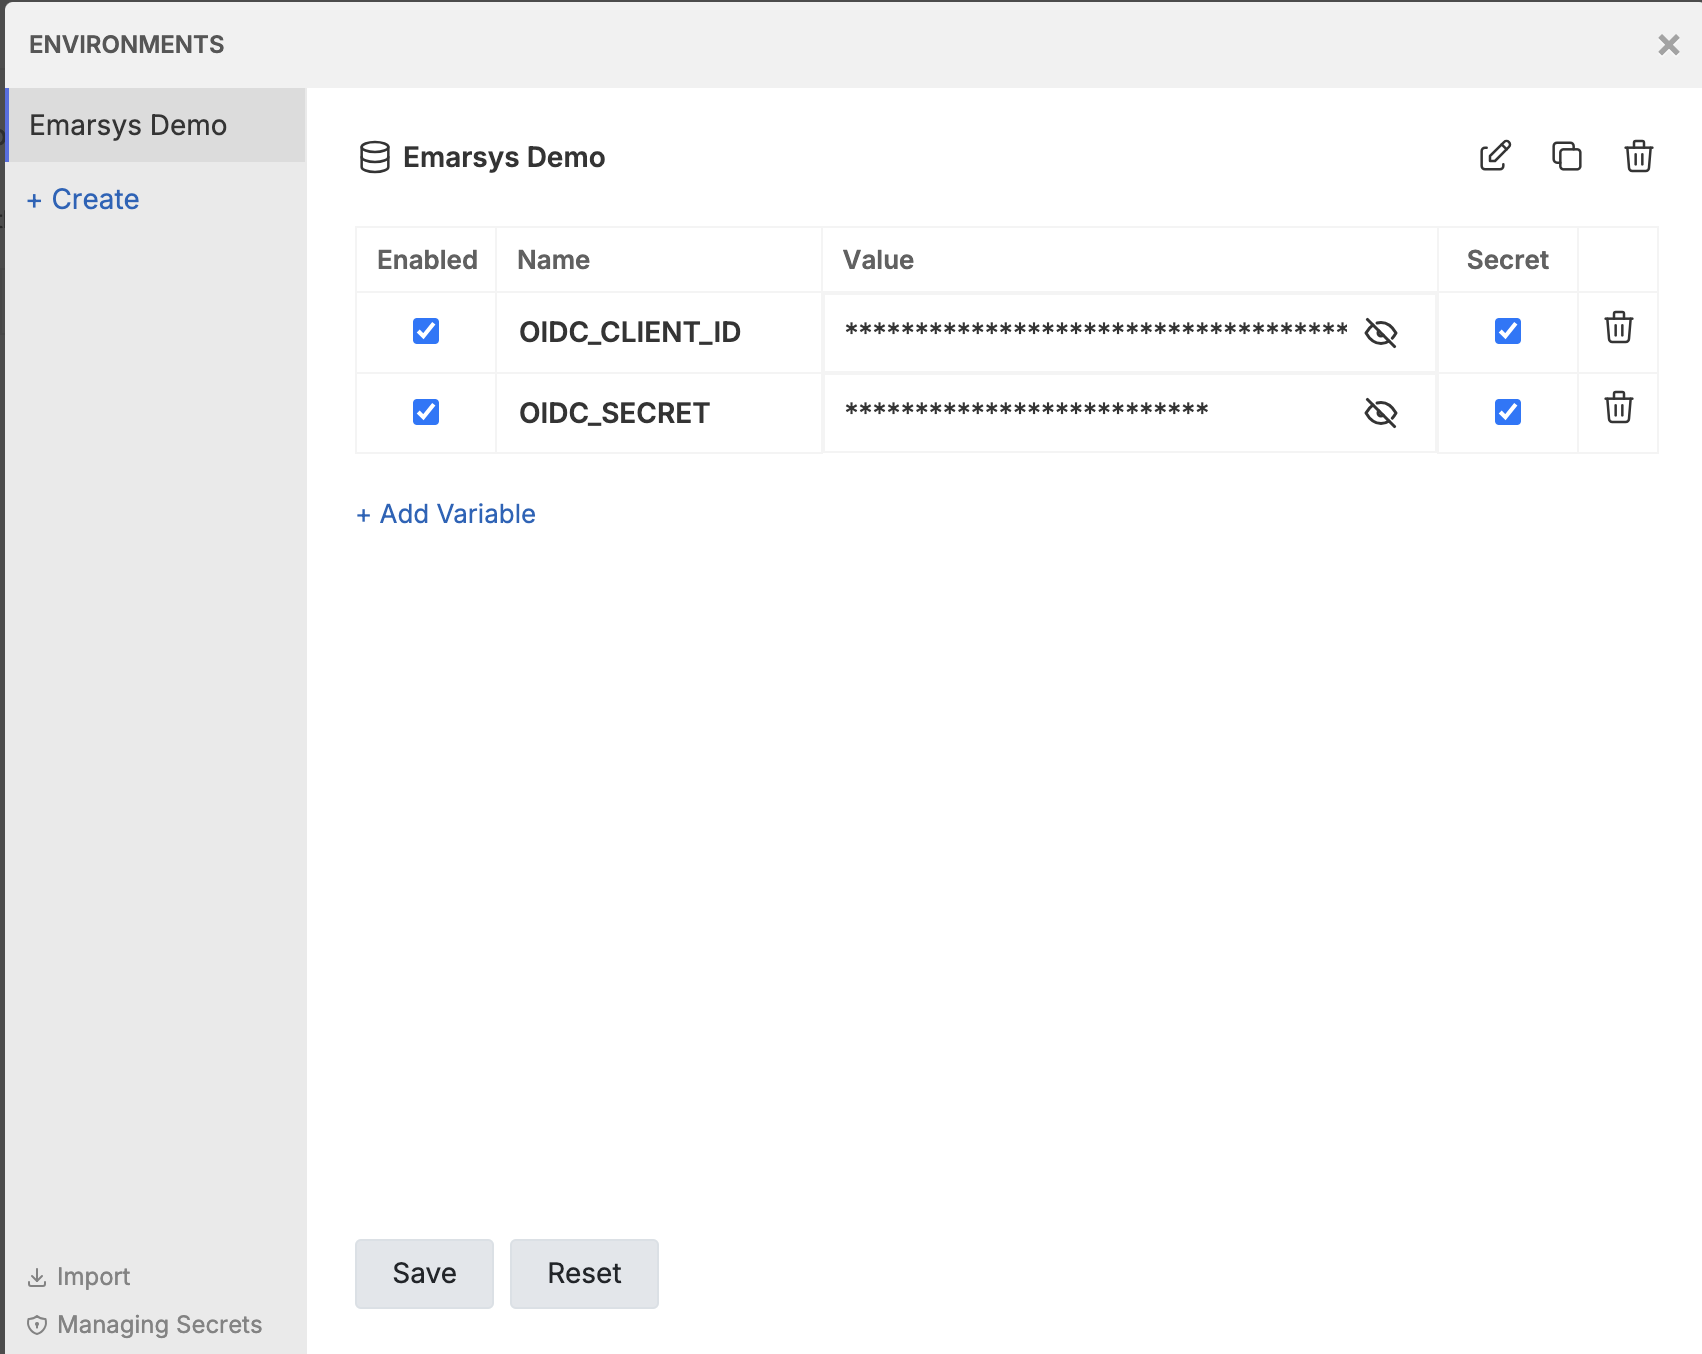 ENVIRONMENTS
Emarsys Demo
+ Create
Emarsys Demo
Enabled Name Value Secret
OIDC_CLIENT_ID ************************************
OIDC_SECRET **************************
+ Add Variable
Save Reset
Import
Managing Secrets